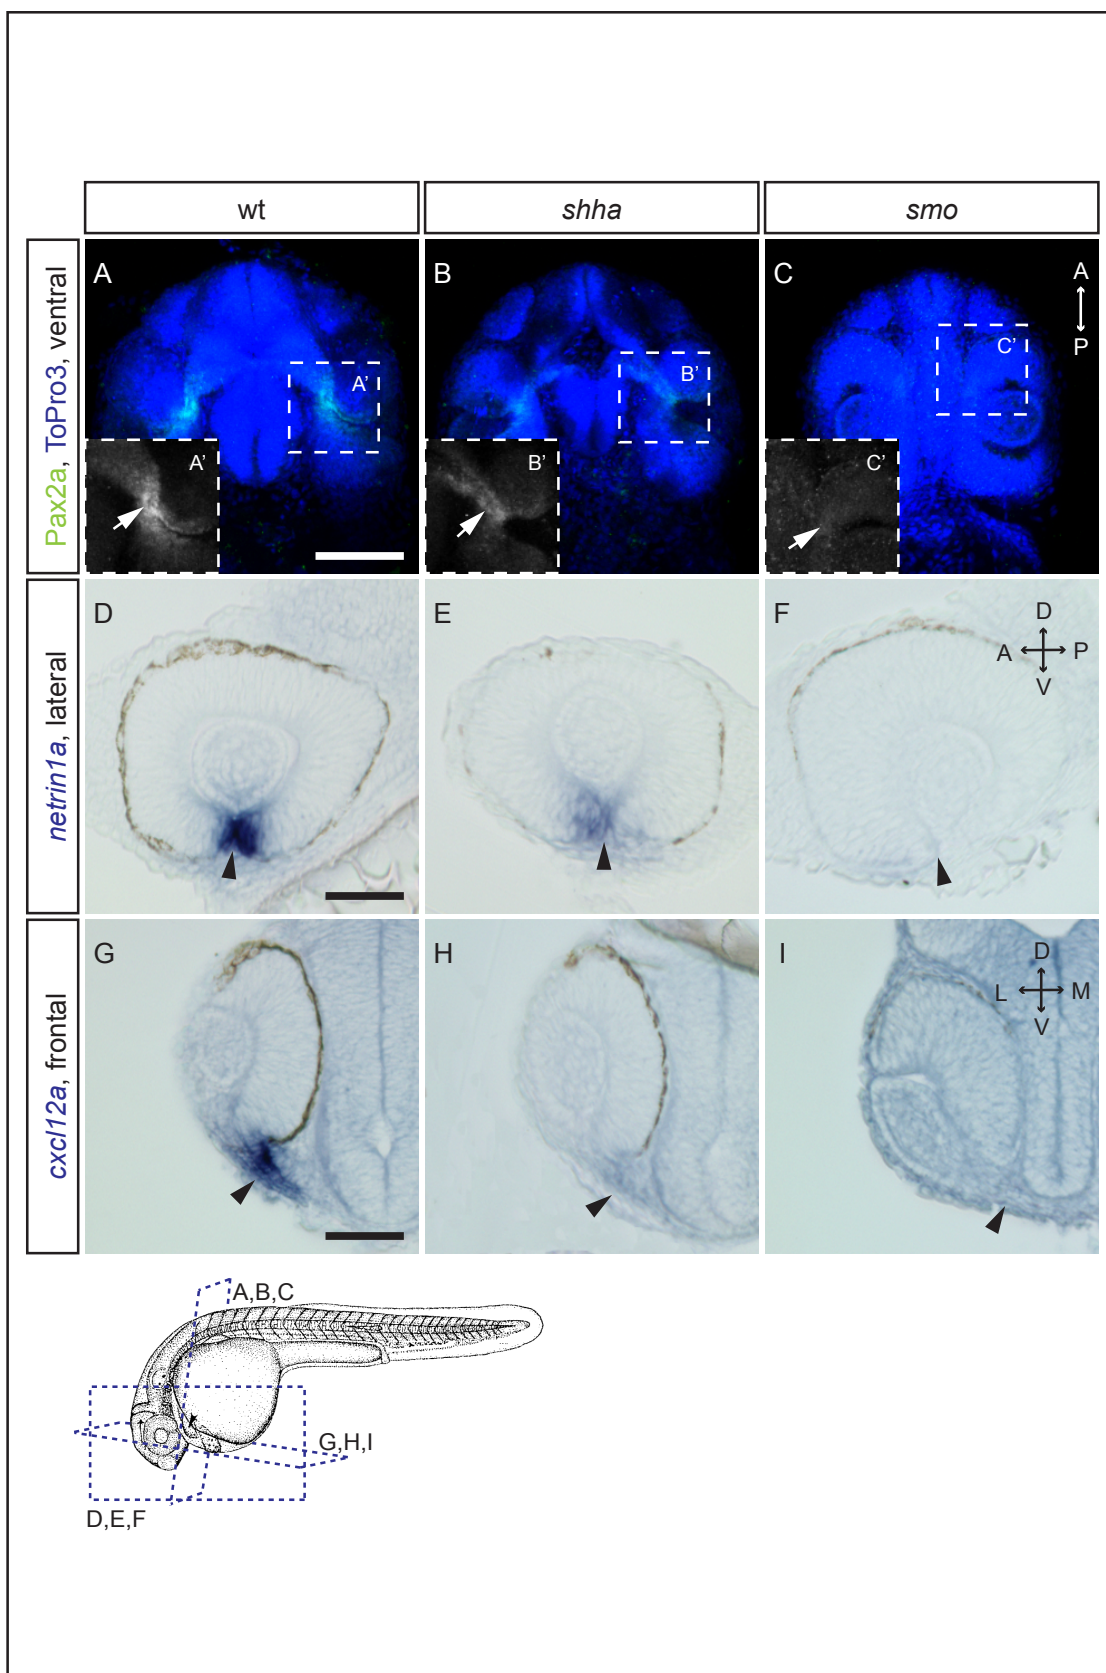 wt
shha
smo
Pax2a, ToPro3, ventral
A
A'
A'
B
B'
B'
C
C'
C'
A
P
netrin1a, lateral
D
E
F
D
A
P
V
cxcl12a, frontal
G
H
I
D
L
M
V
A,B,C
G,H,I
D,E,F